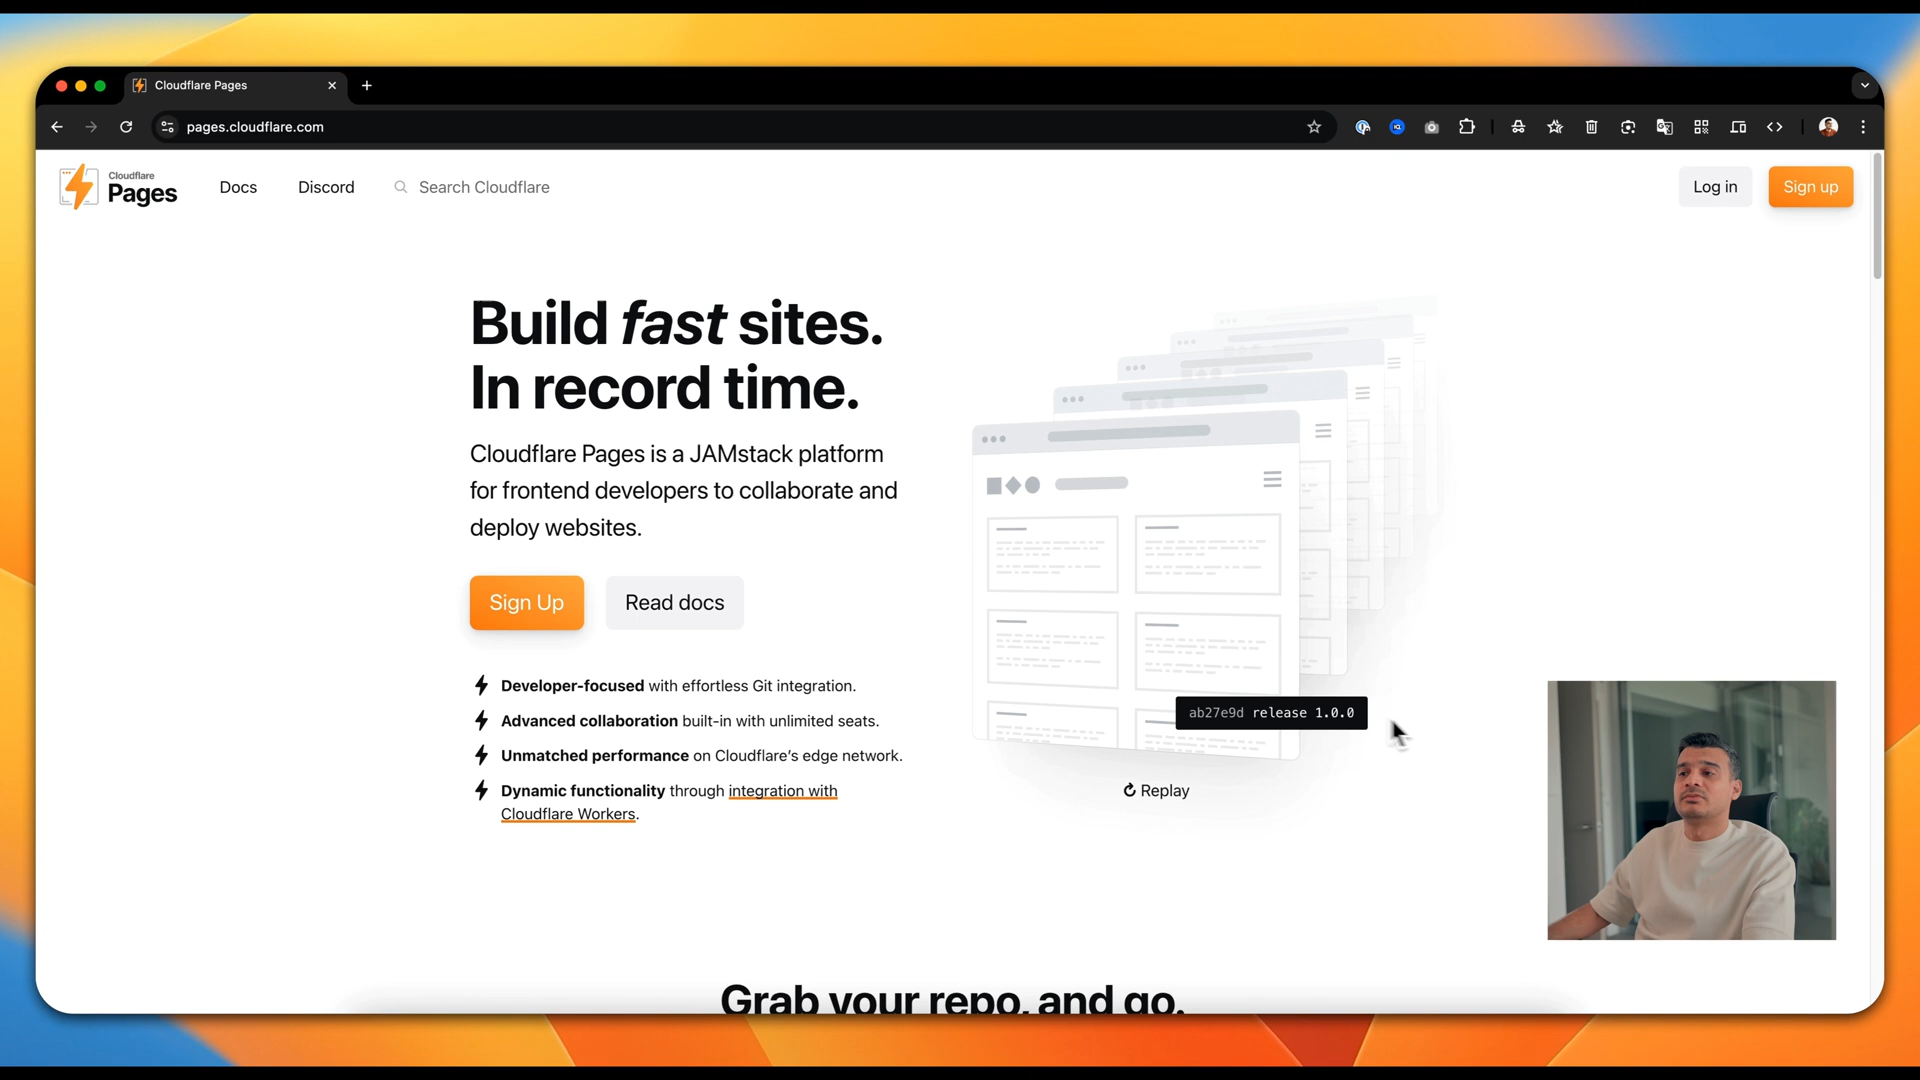 Cloudflare Pages
pages.cloudflare.com
Cloudflare
Pages
Docs
Discord
Search Cloudflare
Log in
Sign up
Build fast sites.
In record time.
Cloudflare Pages is a JAMstack platform
for frontend developers to collaborate and
deploy websites.
Sign Up
Read docs
Developer-focused with effortless Git integration.
Advanced collaboration built-in with unlimited seats.
Unmatched performance on Cloudflare’s edge network.
Dynamic functionality through integration with
Cloudflare Workers.
ab27e9d release 1.0.0
Replay
Grab your repo, and go.